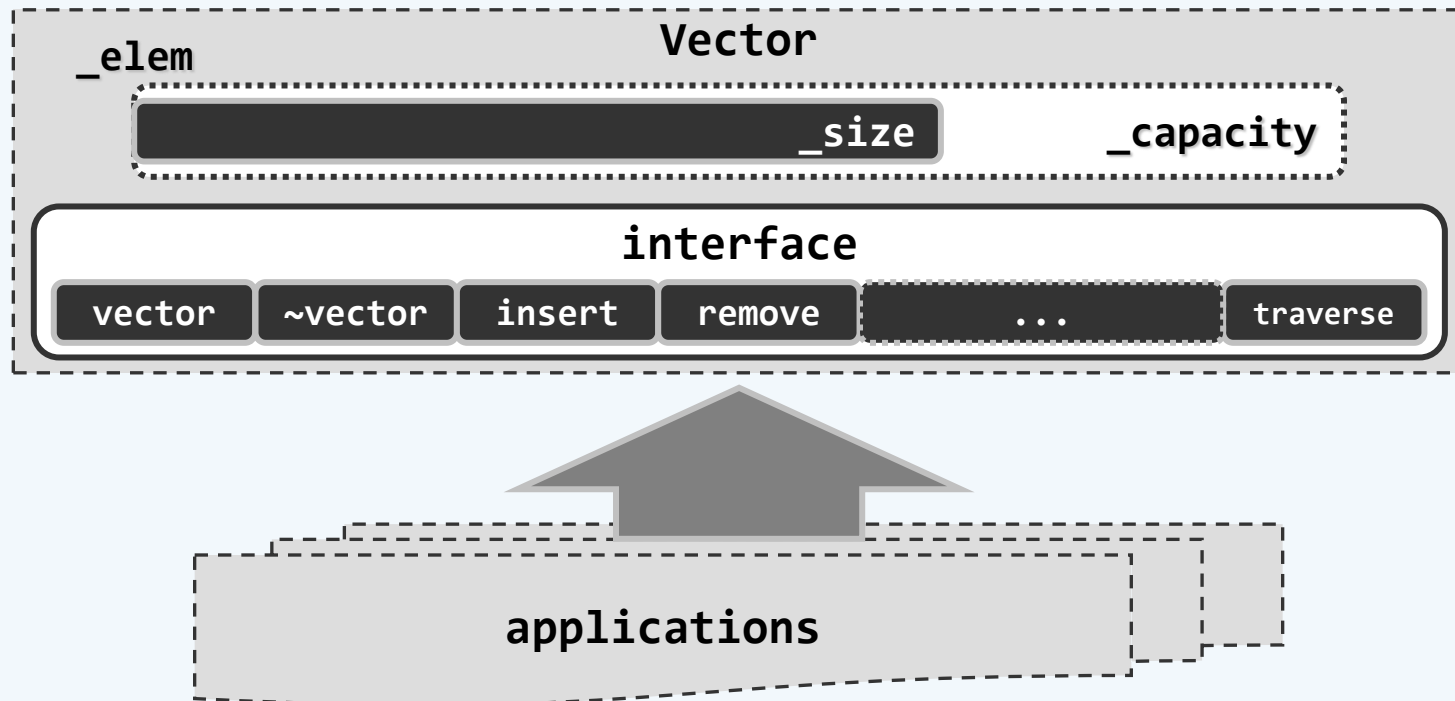 Vector
_elem
_size _capacity
interface
vector ~vector insert remove ... traverse
applications